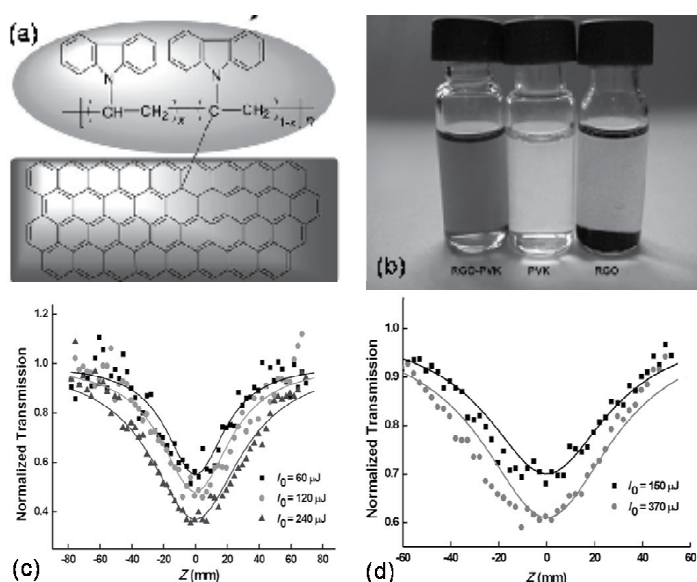 (a)
N
N
CH—CH₂
x
C—CH₂
1-x
n
(b)
RGO-PVK
PVK
RGO
1.2
1.0
0.8
0.6
0.4
Normalized Transmission
I₀ = 60 μJ
I₀ = 120 μJ
I₀ = 240 μJ
-80 -60 -40 -20 0 20 40 60 80
(c)
Z (mm)
1.0
0.9
0.8
0.7
0.6
Normalized Transmission
I₀ = 150 μJ
I₀ = 370 μJ
-60 -40 -20 0 20 40 60
(d)
Z (mm)